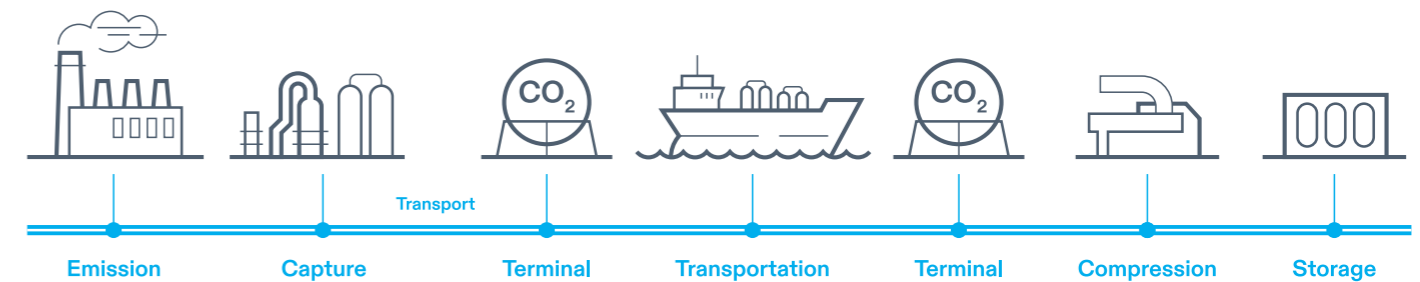 CO2
CO2
Transport
Emission
Capture
Terminal
Transportation
Terminal
Compression
Storage